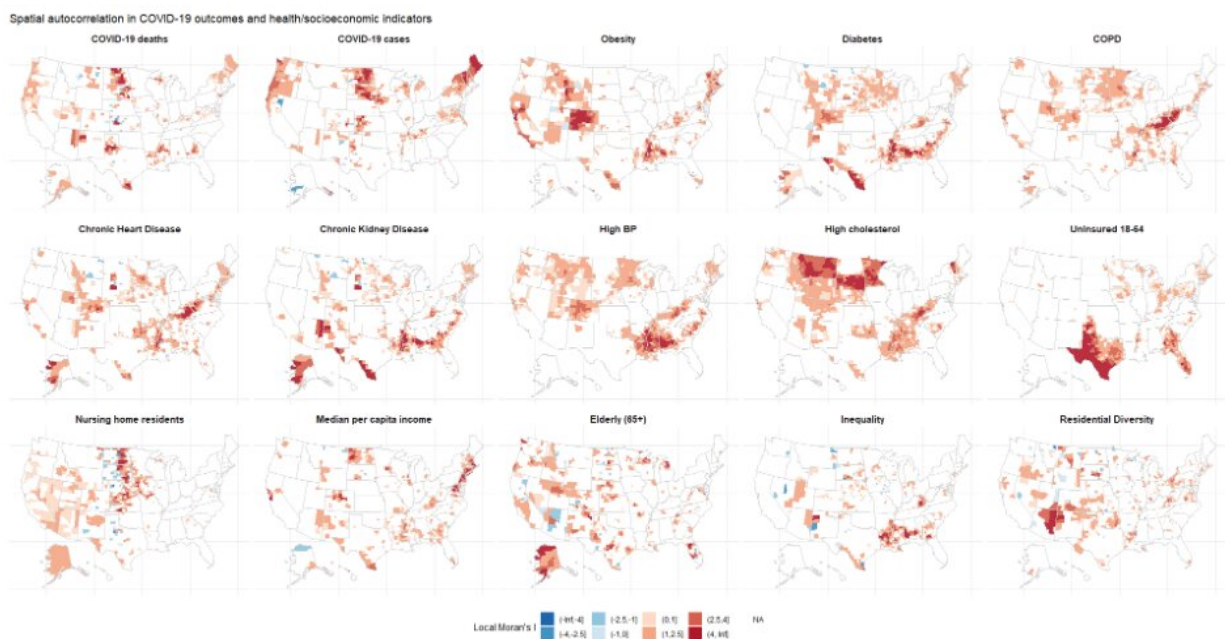 Spatial autocorrelation in COVID-19 outcomes and health/socioeconomic indicators
COVID-19 deaths COVID-19 cases Obesity Diabetes COPD
Chronic Heart Disease Chronic Kidney Disease High BP High cholesterol Uninsured 18-64
Nursing home residents Median per capita income Elderly (65+) Inequality Residential Diversity
(-Inf,-4] (-2.5,-1] (0,1] (2.5,4] NA
Local Moran's I
(-4,-2.5] (-1,0] (1,2.5] (4, Inf]